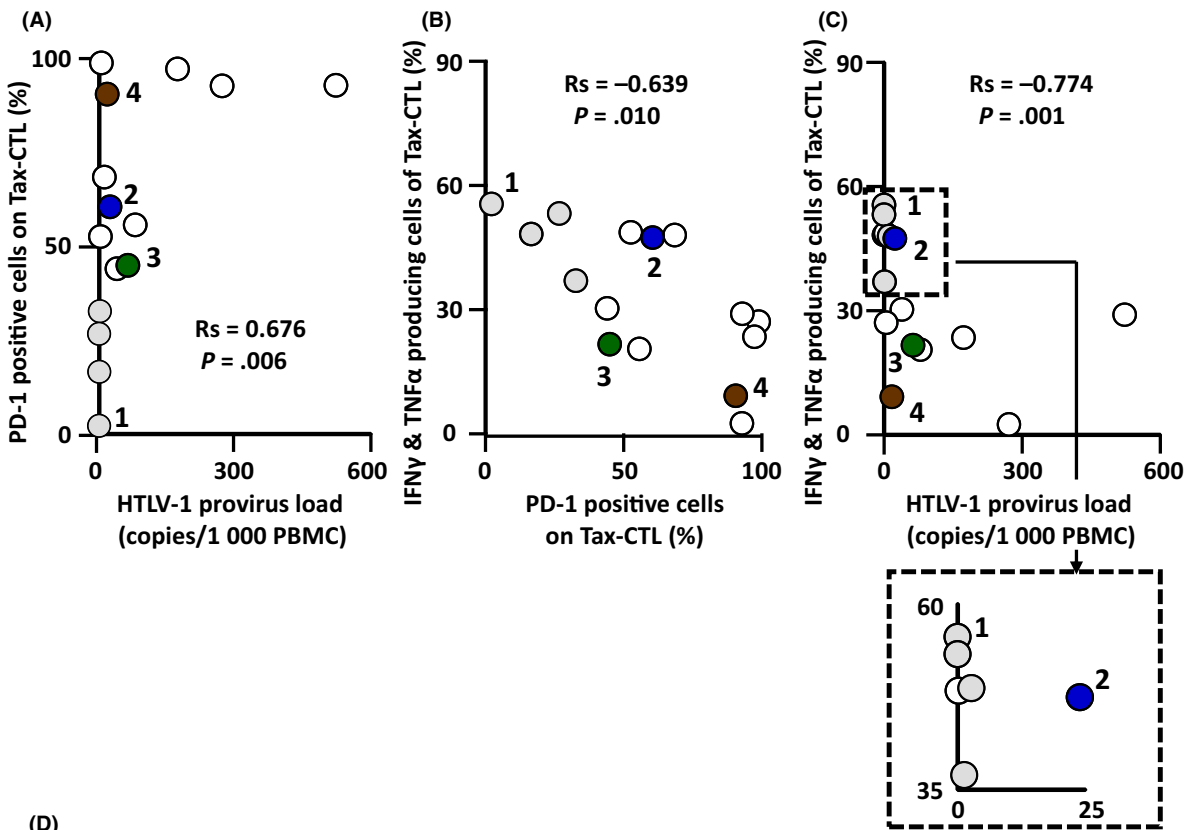 (A)
PD-1 positive cells on Tax-CTL (%)
100
50
0
4
2
3
1
Rs = 0.676
P = .006
0 300 600
HTLV-1 provirus load
(copies/1 000 PBMC)
(B)
IFNγ & TNFα producing cells of Tax-CTL (%)
90
60
30
0
Rs = –0.639
P = .010
1
2
3
4
0 50 100
PD-1 positive cells
on Tax-CTL (%)
(C)
IFNγ & TNFα producing cells of Tax-CTL (%)
90
60
30
0
Rs = –0.774
P = .001
1
2
3
4
0 300 600
HTLV-1 provirus load
(copies/1 000 PBMC)
60
1
2
35
0 25
(D)